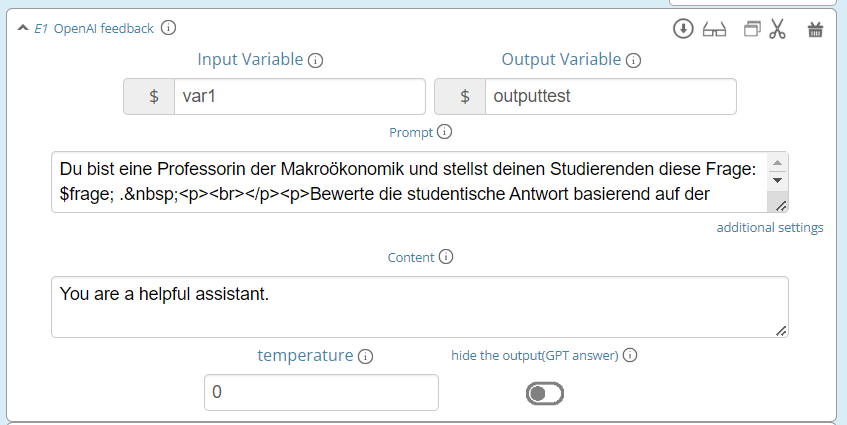 E1 OpenAI feedback
Input Variable
Output Variable
$ var1
$ outputtest
Prompt
Du bist eine Professorin der Makroökonomik und stellst deinen Studierenden diese Frage:
$frage; .&nbsp;<p><br></p><p>Bewerte die studentische Antwort basierend auf der
additional settings
Content
You are a helpful assistant.
temperature
hide the output(GPT answer)
0